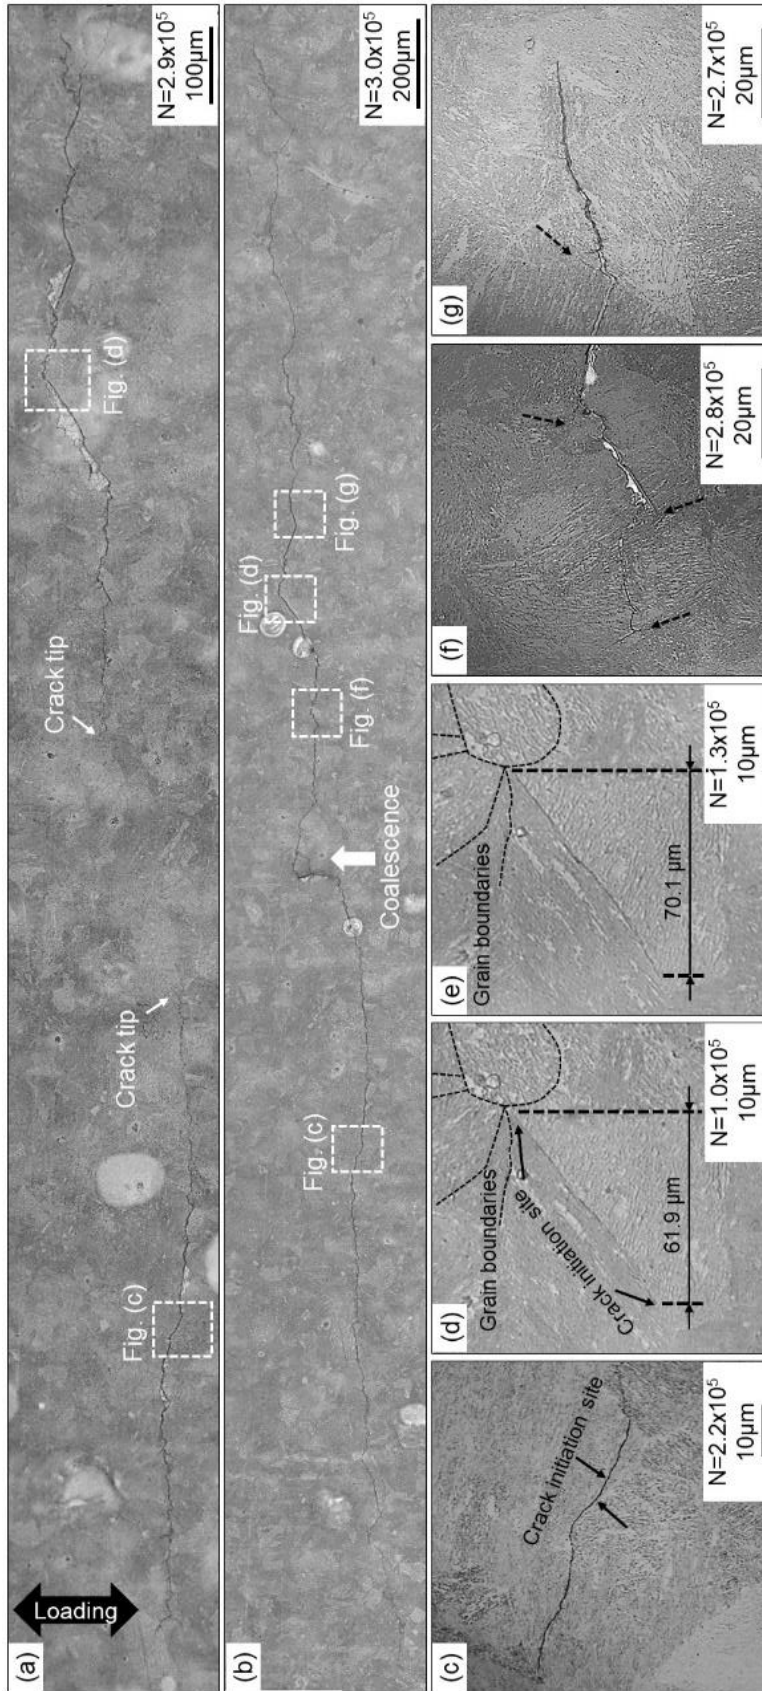 (a)
Loading
Fig. (c)
Crack tip
Crack tip
Fig. (d)
N=2.9x10⁵
100μm
(b)
Fig. (c)
Coalescence
Fig. (f)
Fig. (d)
Fig. (g)
N=3.0x10⁵
200μm
(c)
Crack initiation site
N=2.2x10⁵
10μm
(d)
Grain boundaries
Crack initiation site
61.9 μm
N=1.0x10⁵
10μm
(e)
Grain boundaries
70.1 μm
N=1.3x10⁵
10μm
(f)
N=2.8x10⁵
20μm
(g)
N=2.7x10⁵
20μm